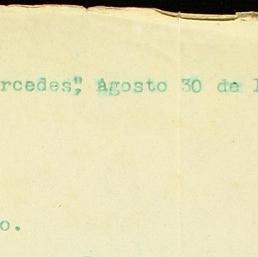 rcedes", Agosto 30 de 1
o.